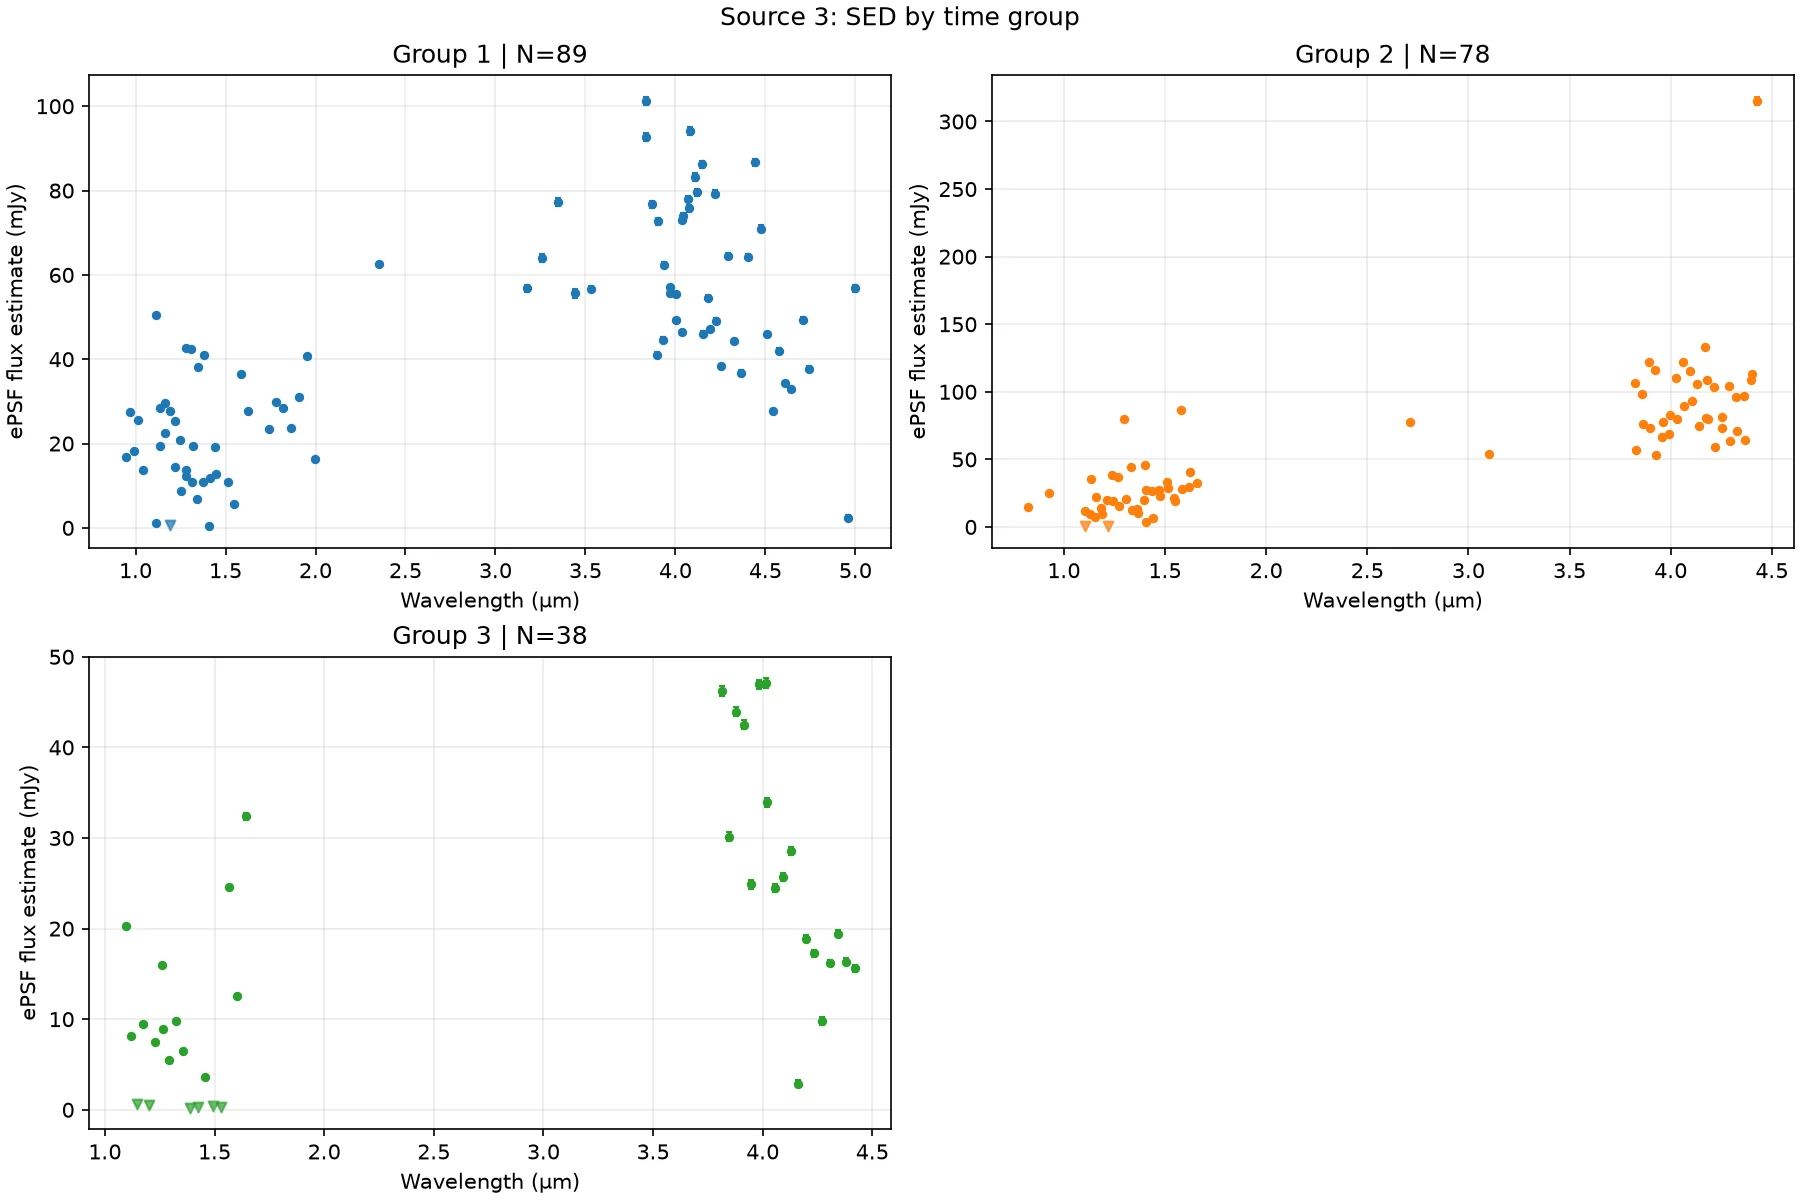 Source 3: SED by time group
Group 1 | N=89
ePSF flux estimate (mJy)
100
80
60
40
20
0
1.0 1.5 2.0 2.5 3.0 3.5 4.0 4.5 5.0
Wavelength (μm)
Group 2 | N=78
ePSF flux estimate (mJy)
300
250
200
150
100
50
0
1.0 1.5 2.0 2.5 3.0 3.5 4.0 4.5
Wavelength (μm)
Group 3 | N=38
ePSF flux estimate (mJy)
50
40
30
20
10
0
1.0 1.5 2.0 2.5 3.0 3.5 4.0 4.5
Wavelength (μm)